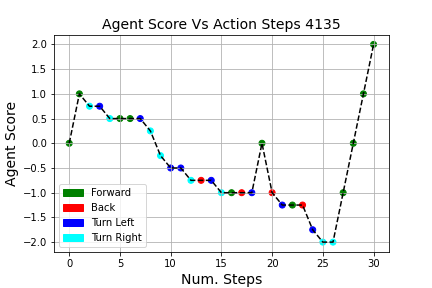 Agent Score Vs Action Steps 4135
2.0
1.5
1.0
0.5
0.0
−0.5
−1.0
−1.5
−2.0
Agent Score
Forward
Back
Turn Left
Turn Right
0 5 10 15 20 25 30
Num. Steps